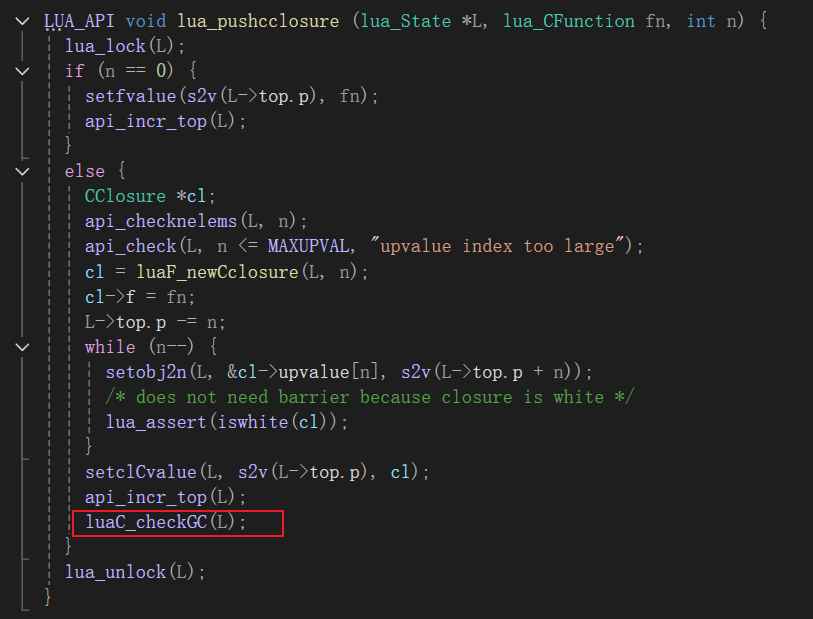 LUA_API void lua_pushcclosure (lua_State *L, lua_CFunction fn, int n) {
  lua_lock(L);
  if (n == 0) {
    setfvalue(s2v(L->top.p), fn);
    api_incr_top(L);
  }
  else {
    CClosure *cl;
    api_checknelems(L, n);
    api_check(L, n <= MAXUPVAL, "upvalue index too large");
    cl = luaF_newCclosure(L, n);
    cl->f = fn;
    L->top.p -= n;
    while (n--) {
      setobj2n(L, &cl->upvalue[n], s2v(L->top.p + n));
      /* does not need barrier because closure is white */
      lua_assert(iswhite(cl));
    }
    setclCvalue(L, s2v(L->top.p), cl);
    api_incr_top(L);
    luaC_checkGC(L);
  }
  lua_unlock(L);
}